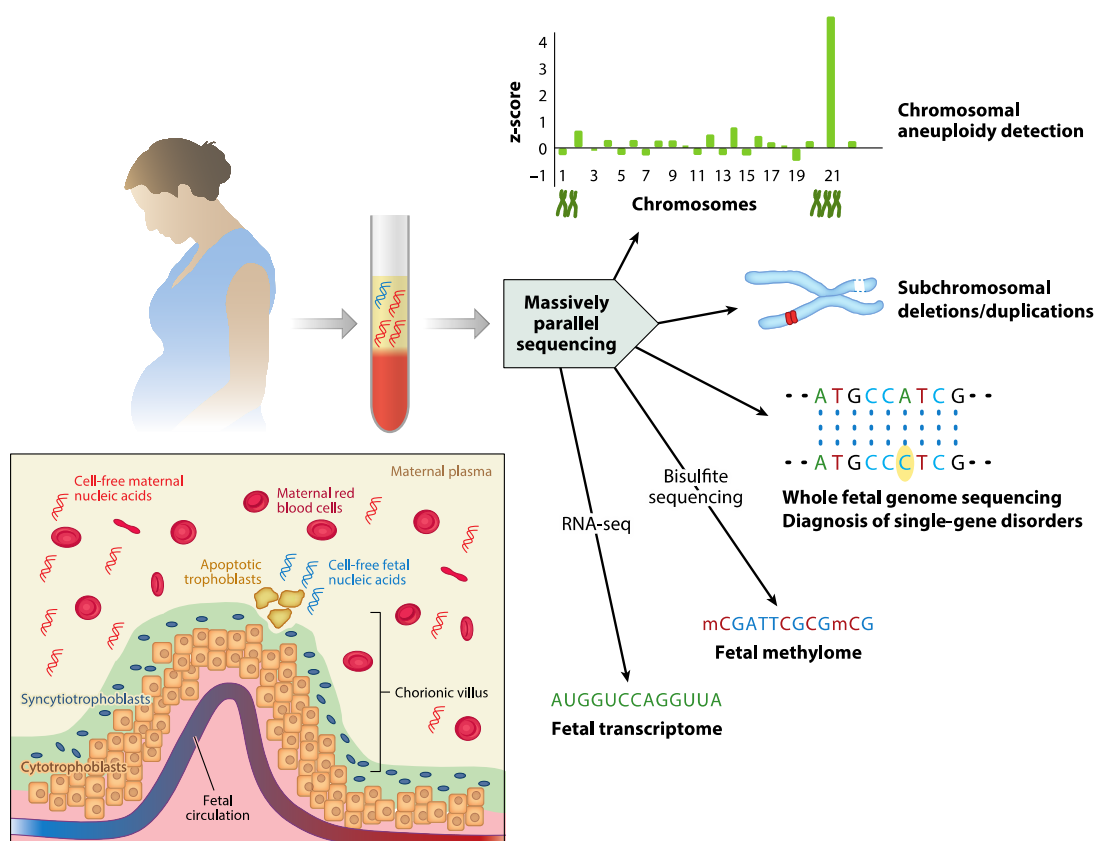 4
3
2
1
0
−1
z-score
1 3 5 7 9 11 13 15 17 19 21
Chromosomes
Chromosomal
aneuploidy detection
Massively
parallel
sequencing
Subchromosomal
deletions/duplications
A T G C C A T C G
A T G C C C T C G
Whole fetal genome sequencing
Diagnosis of single-gene disorders
Bisulfite
sequencing
RNA-seq
mCGATTCGCGmCG
Fetal methylome
AUGGUCCAGGUUA
Fetal transcriptome
Maternal plasma
Cell-free maternal
nucleic acids
Maternal red
blood cells
Apoptotic
trophoblasts
Cell-free fetal
nucleic acids
Syncytiotrophoblasts
Chorionic villus
Cytotrophoblasts
Fetal
circulation